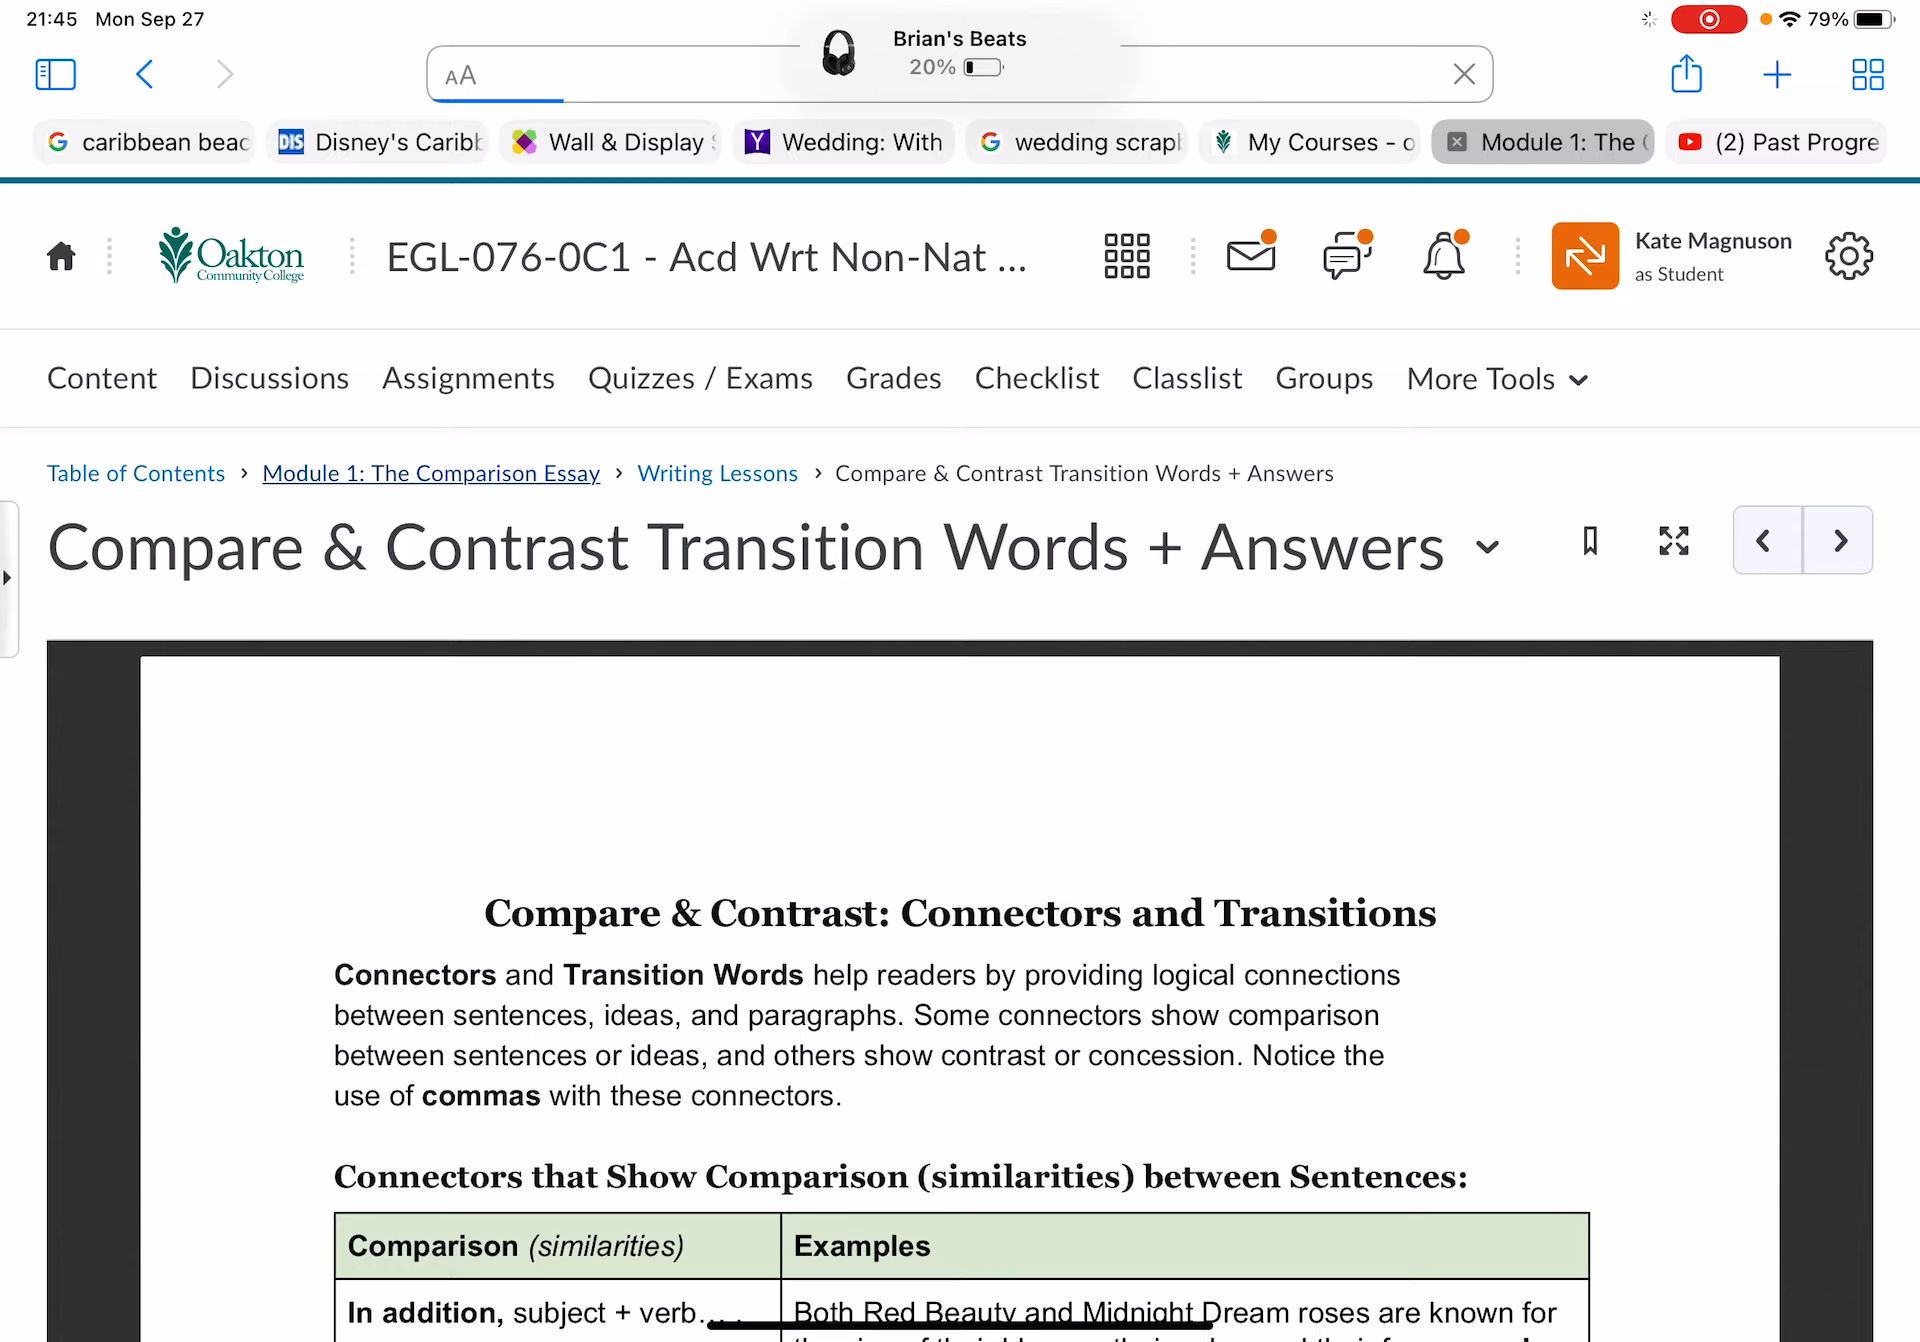 21:45 Mon Sep 27
79%
Brian's Beats
20%
AA
caribbean beac
Disney's Caribb
Wall & Display S
Wedding: With
wedding scrapb
My Courses - o
Module 1: The C
(2) Past Progre
Oakton
Community College
EGL-076-0C1 - Acd Wrt Non-Nat ...
Kate Magnuson
as Student
Content Discussions Assignments Quizzes / Exams Grades Checklist Classlist Groups More Tools
Table of Contents > Module 1: The Comparison Essay > Writing Lessons > Compare & Contrast Transition Words + Answers
Compare & Contrast Transition Words + Answers
Compare & Contrast: Connectors and Transitions
Connectors and Transition Words help readers by providing logical connections
between sentences, ideas, and paragraphs. Some connectors show comparison
between sentences or ideas, and others show contrast or concession. Notice the
use of commas with these connectors.
Connectors that Show Comparison (similarities) between Sentences:
Comparison (similarities)
Examples
In addition, subject + verb....
Both Red Beauty and Midnight Dream roses are known for